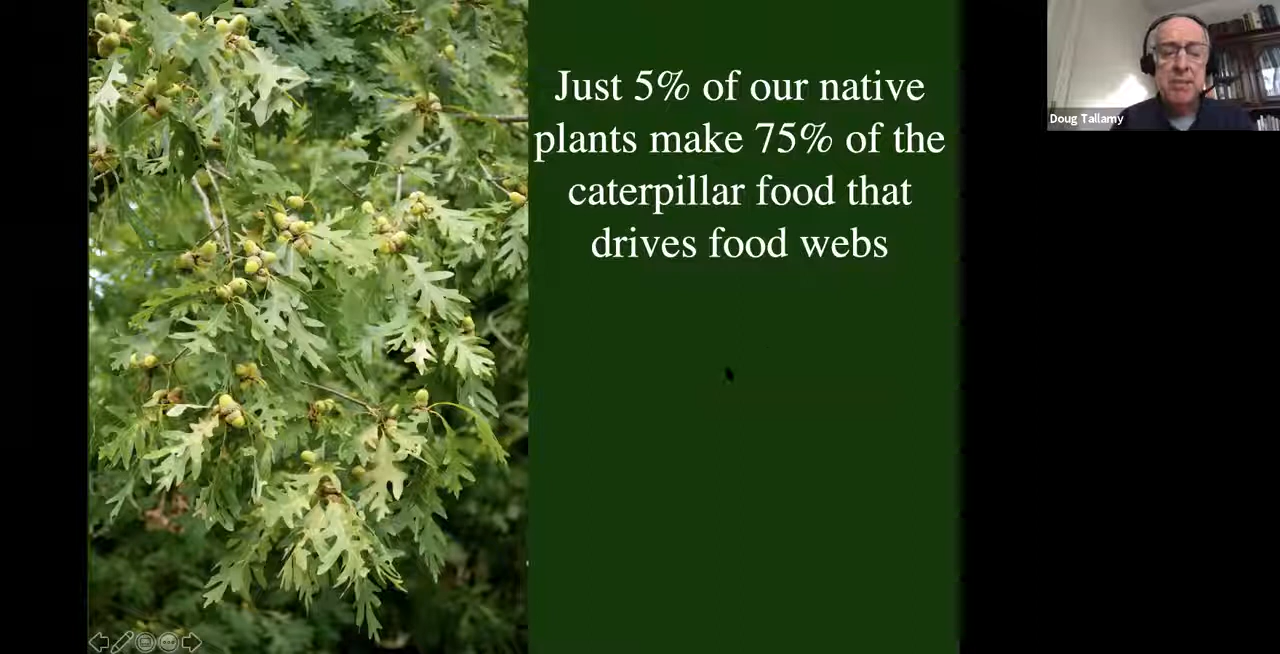 Just 5% of our native
plants make 75% of the
caterpillar food that
drives food webs
Doug Tallamy